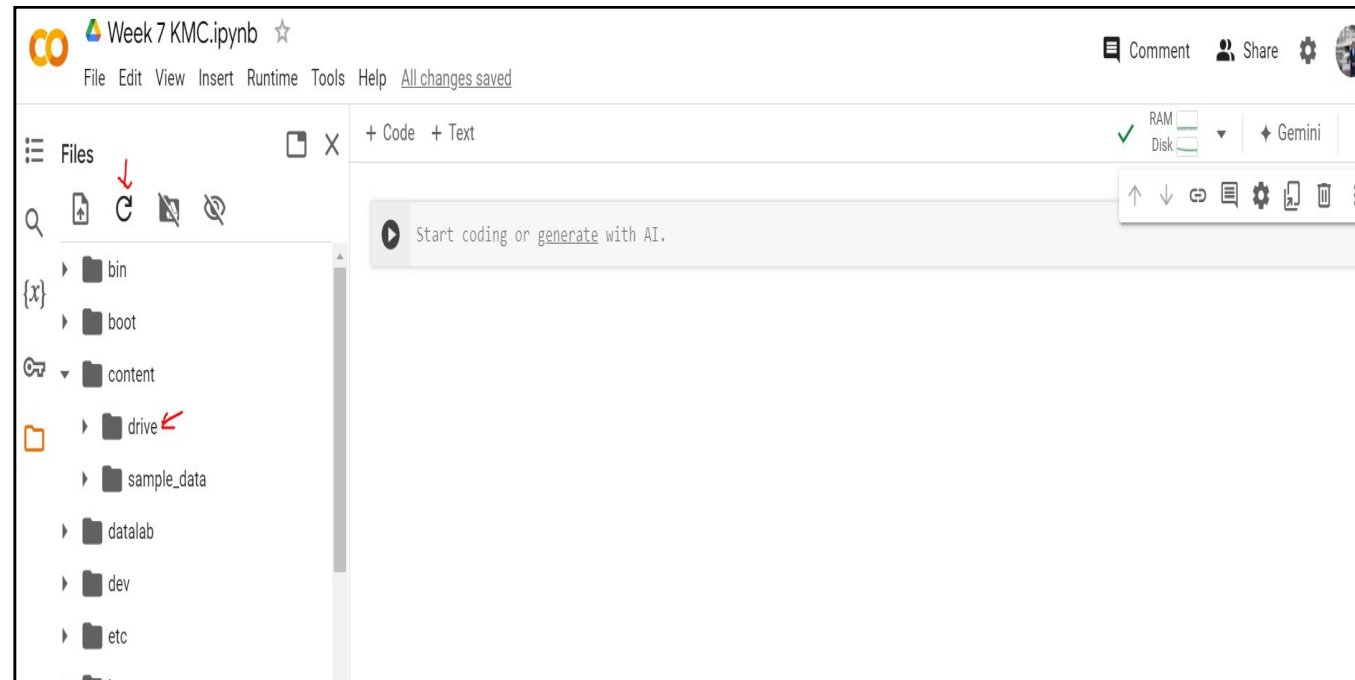 CO Week 7 KMC.ipynb
File Edit View Insert Runtime Tools Help All changes saved
Comment Share
Files
+ Code + Text
RAM
Disk
Gemini
Start coding or generate with AI.
{x}
bin
boot
content
drive
sample_data
datalab
dev
etc